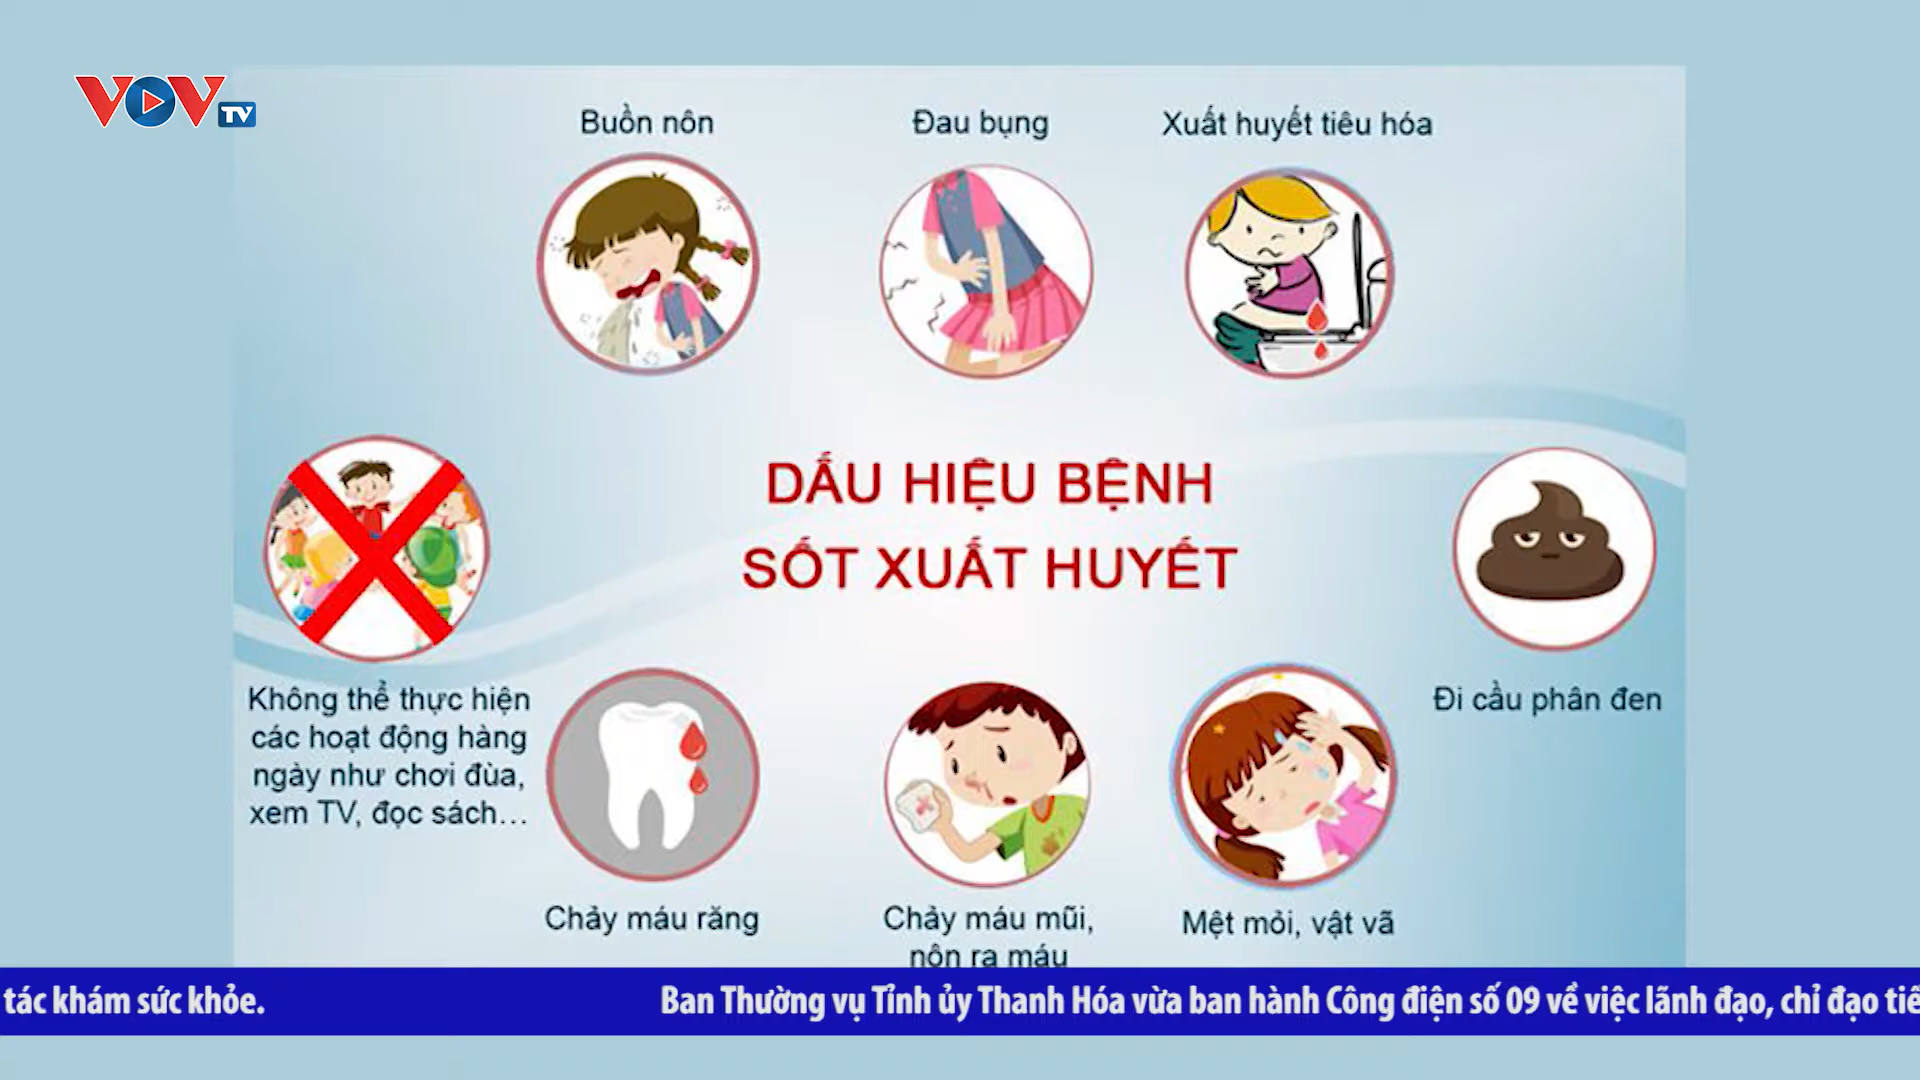 VOV TV
Buồn nôn
Đau bụng
Xuất huyết tiêu hóa
DẤU HIỆU BỆNH
SỐT XUẤT HUYẾT
Không thể thực hiện
các hoạt động hàng
ngày như chơi đùa,
xem TV, đọc sách...
Đi cầu phân đen
Chảy máu răng
Chảy máu mũi,
nôn ra máu
Mệt mỏi, vật vã
tác khám sức khỏe.
Ban Thường vụ Tỉnh ủy Thanh Hóa vừa ban hành Công điện số 09 về việc lãnh đạo, chỉ đạo